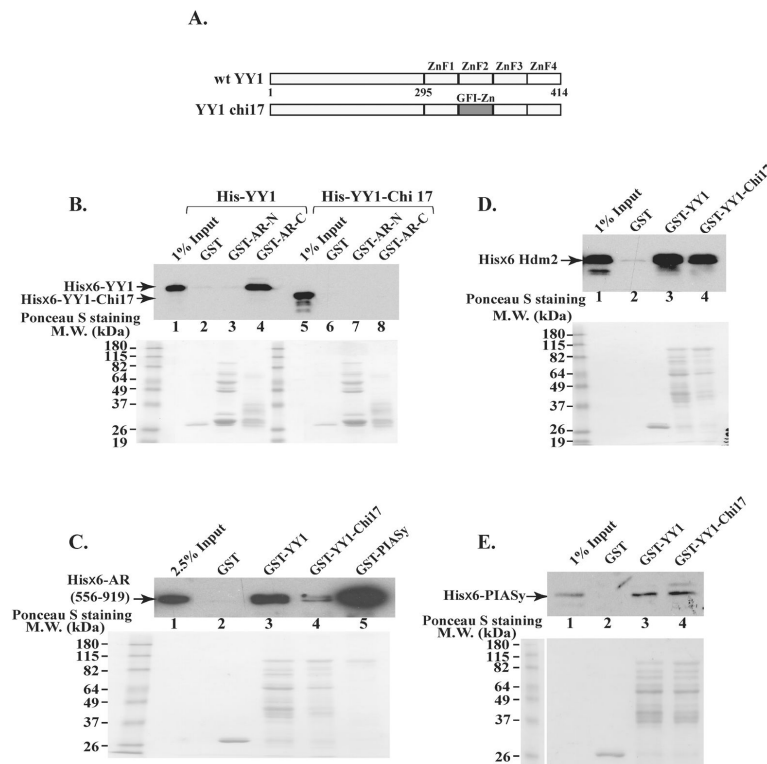 A.
ZnF1 ZnF2 ZnF3 ZnF4
wt YY1
1 295 414
GFI-Zn
YY1 chi17
B.
His-YY1 His-YY1-Chi 17
1% Input GST GST-AR-N GST-AR-C 1% Input GST GST-AR-N GST-AR-C
Hisx6-YY1
Hisx6-YY1-Chi17
Ponceau S staining
1 2 3 4 5 6 7 8
M.W. (kDa)
180
115
82
64
49
37
26
19
D.
1% Input GST GST-YY1 GST-YY1-Chi17
Hisx6 Hdm2
1 2 3 4
Ponceau S staining
M.W. (kDa)
180
115
82
64
49
37
26
19
C.
2.5% Input GST GST-YY1 GST-YY1-Chi17 GST-PIASy
Hisx6-AR
(556-919)
Ponceau S staining
1 2 3 4 5
M.W. (kDa)
180
115
82
64
49
37
26
E.
1% Input GST GST-YY1 GST-YY1-Chi17
Hisx6-PIASy
Ponceau S staining
1 2 3 4
M.W. (kDa)
180
115
82
64
49
37
26